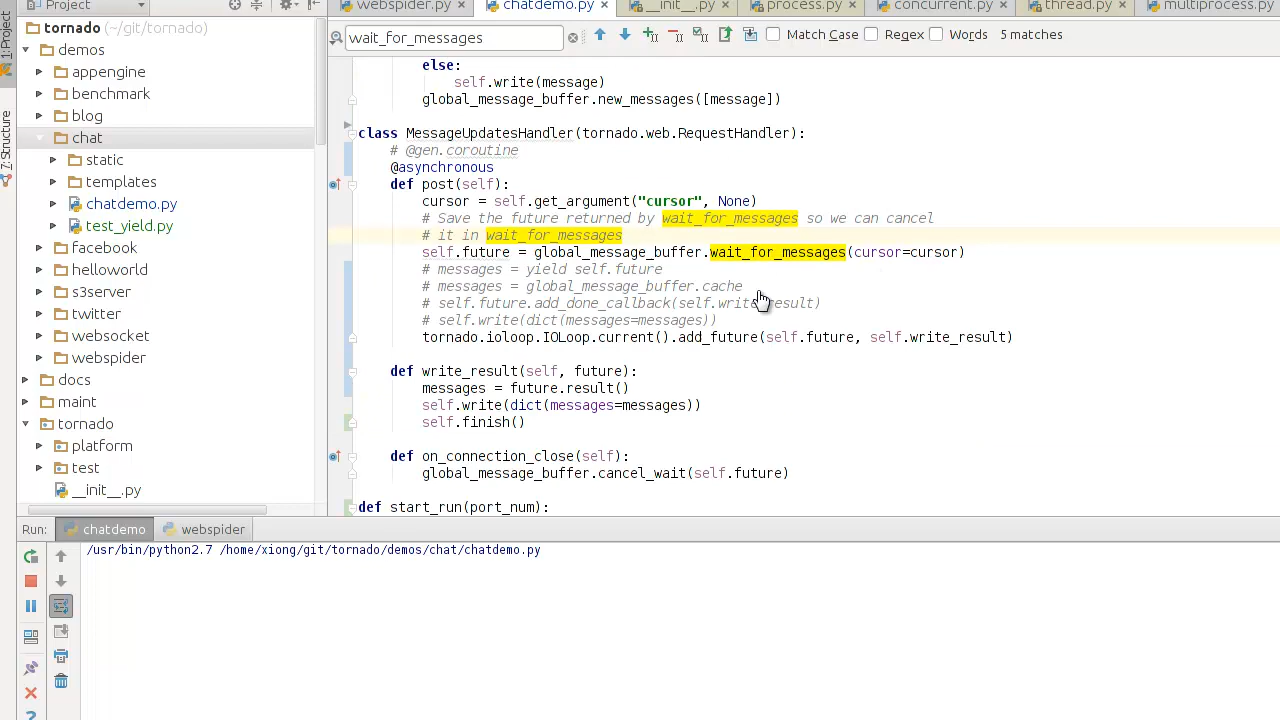 Project
webspider.py
chatdemo.py
__init__.py
process.py
concurrent.py
thread.py
multiprocess.py
1: Project
7: Structure
tornado (~/git/tornado)
demos
appengine
benchmark
blog
chat
static
templates
chatdemo.py
test_yield.py
facebook
helloworld
s3server
twitter
websocket
webspider
docs
maint
tornado
platform
test
__init__.py
wait_for_messages
Match Case
Regex
Words
5 matches
else:
self.write(message)
global_message_buffer.new_messages([message])
class MessageUpdatesHandler(tornado.web.RequestHandler):
# @gen.coroutine
@asynchronous
def post(self):
cursor = self.get_argument("cursor", None)
# Save the future returned by wait_for_messages so we can cancel
# it in wait_for_messages
self.future = global_message_buffer.wait_for_messages(cursor=cursor)
# messages = yield self.future
# messages = global_message_buffer.cache
# self.future.add_done_callback(self.write_result)
# self.write(dict(messages=messages))
tornado.ioloop.IOLoop.current().add_future(self.future, self.write_result)
def write_result(self, future):
messages = future.result()
self.write(dict(messages=messages))
self.finish()
def on_connection_close(self):
global_message_buffer.cancel_wait(self.future)
def start_run(port_num):
Run:
chatdemo
webspider
/usr/bin/python2.7 /home/xiong/git/tornado/demos/chat/chatdemo.py